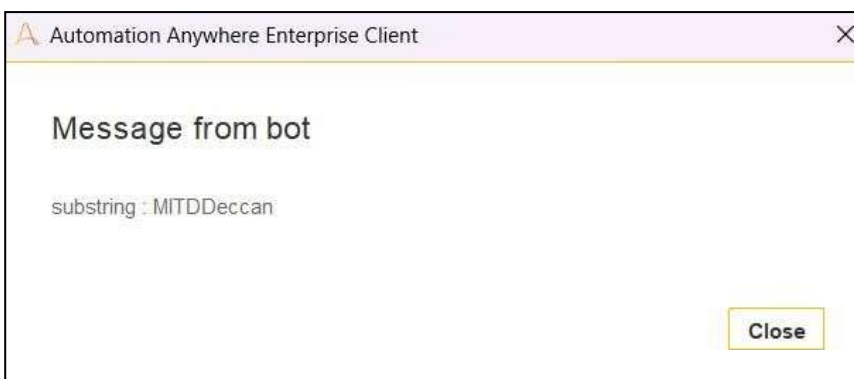 Automation Anywhere Enterprise Client
Message from bot
substring : MITDDeccan
Close